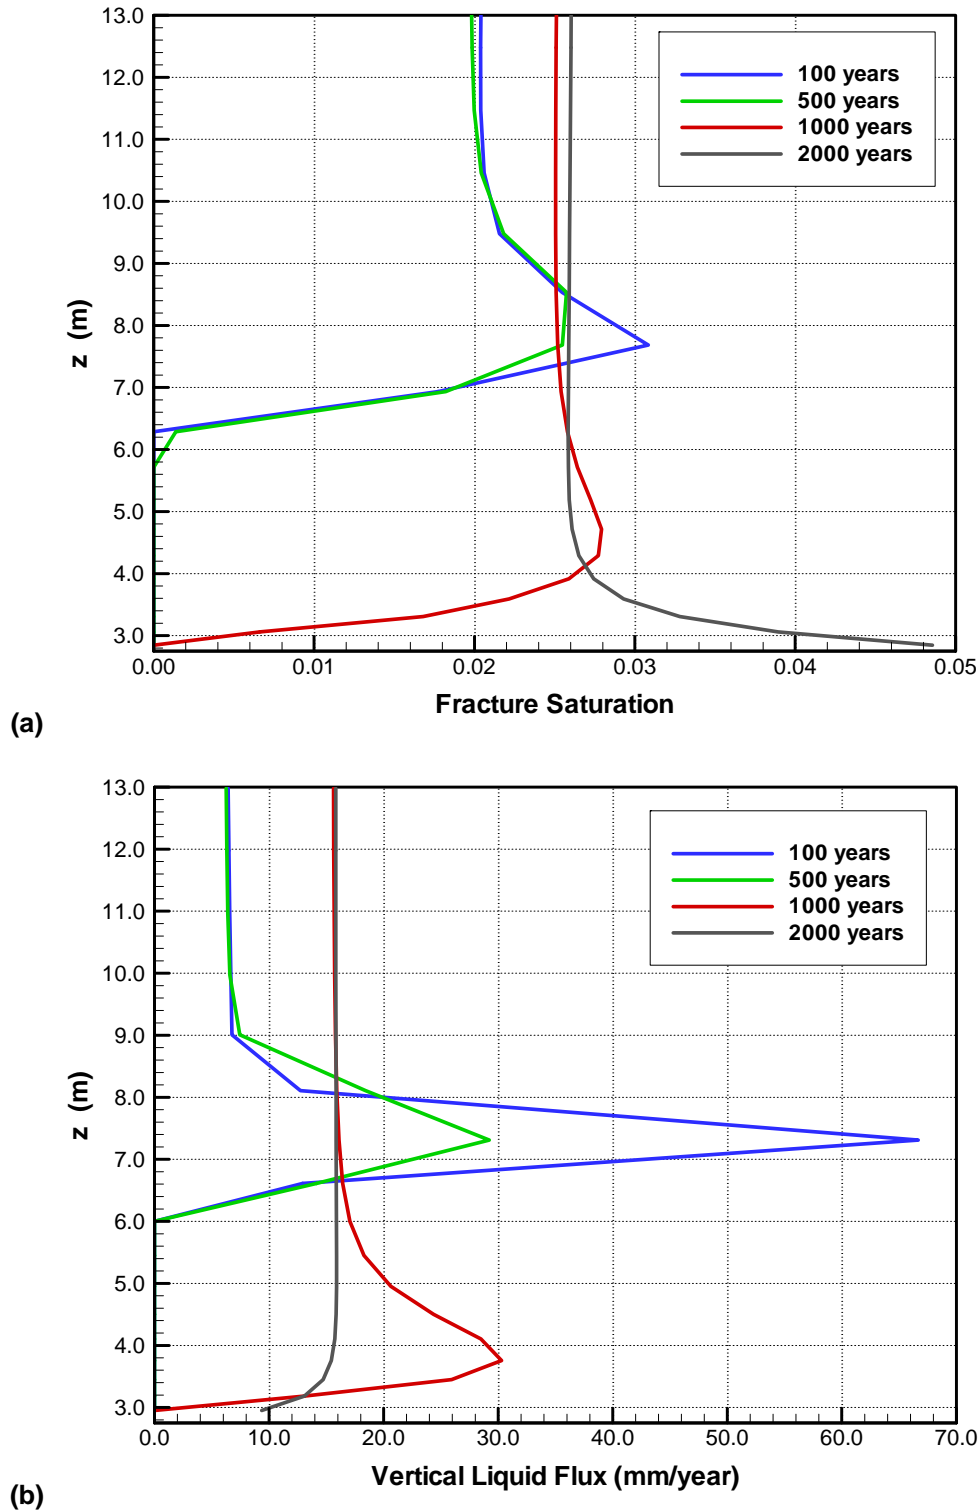 13.0
12.0
11.0
10.0
9.0
8.0
7.0
6.0
5.0
4.0
3.0
z (m)
100 years
500 years
1000 years
2000 years
0.00 0.01 0.02 0.03 0.04 0.05
Fracture Saturation
(a)
13.0
12.0
11.0
10.0
9.0
8.0
7.0
6.0
5.0
4.0
3.0
z (m)
100 years
500 years
1000 years
2000 years
0.0 10.0 20.0 30.0 40.0 50.0 60.0 70.0
Vertical Liquid Flux (mm/year)
(b)